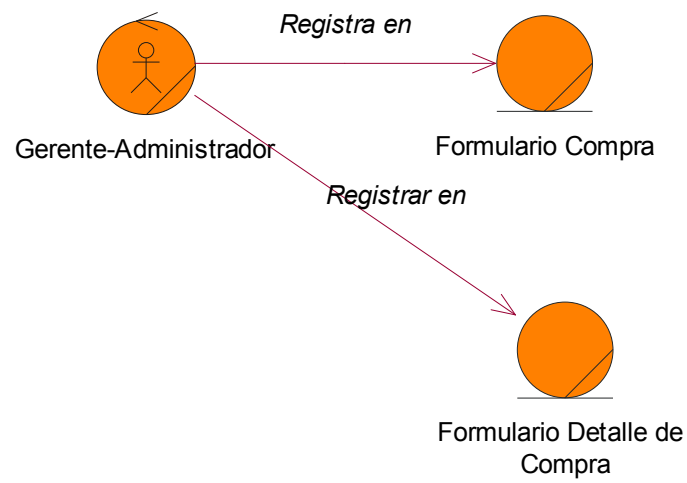 Registra en
Gerente-Administrador
Formulario Compra
Registrar en
Formulario Detalle de
Compra